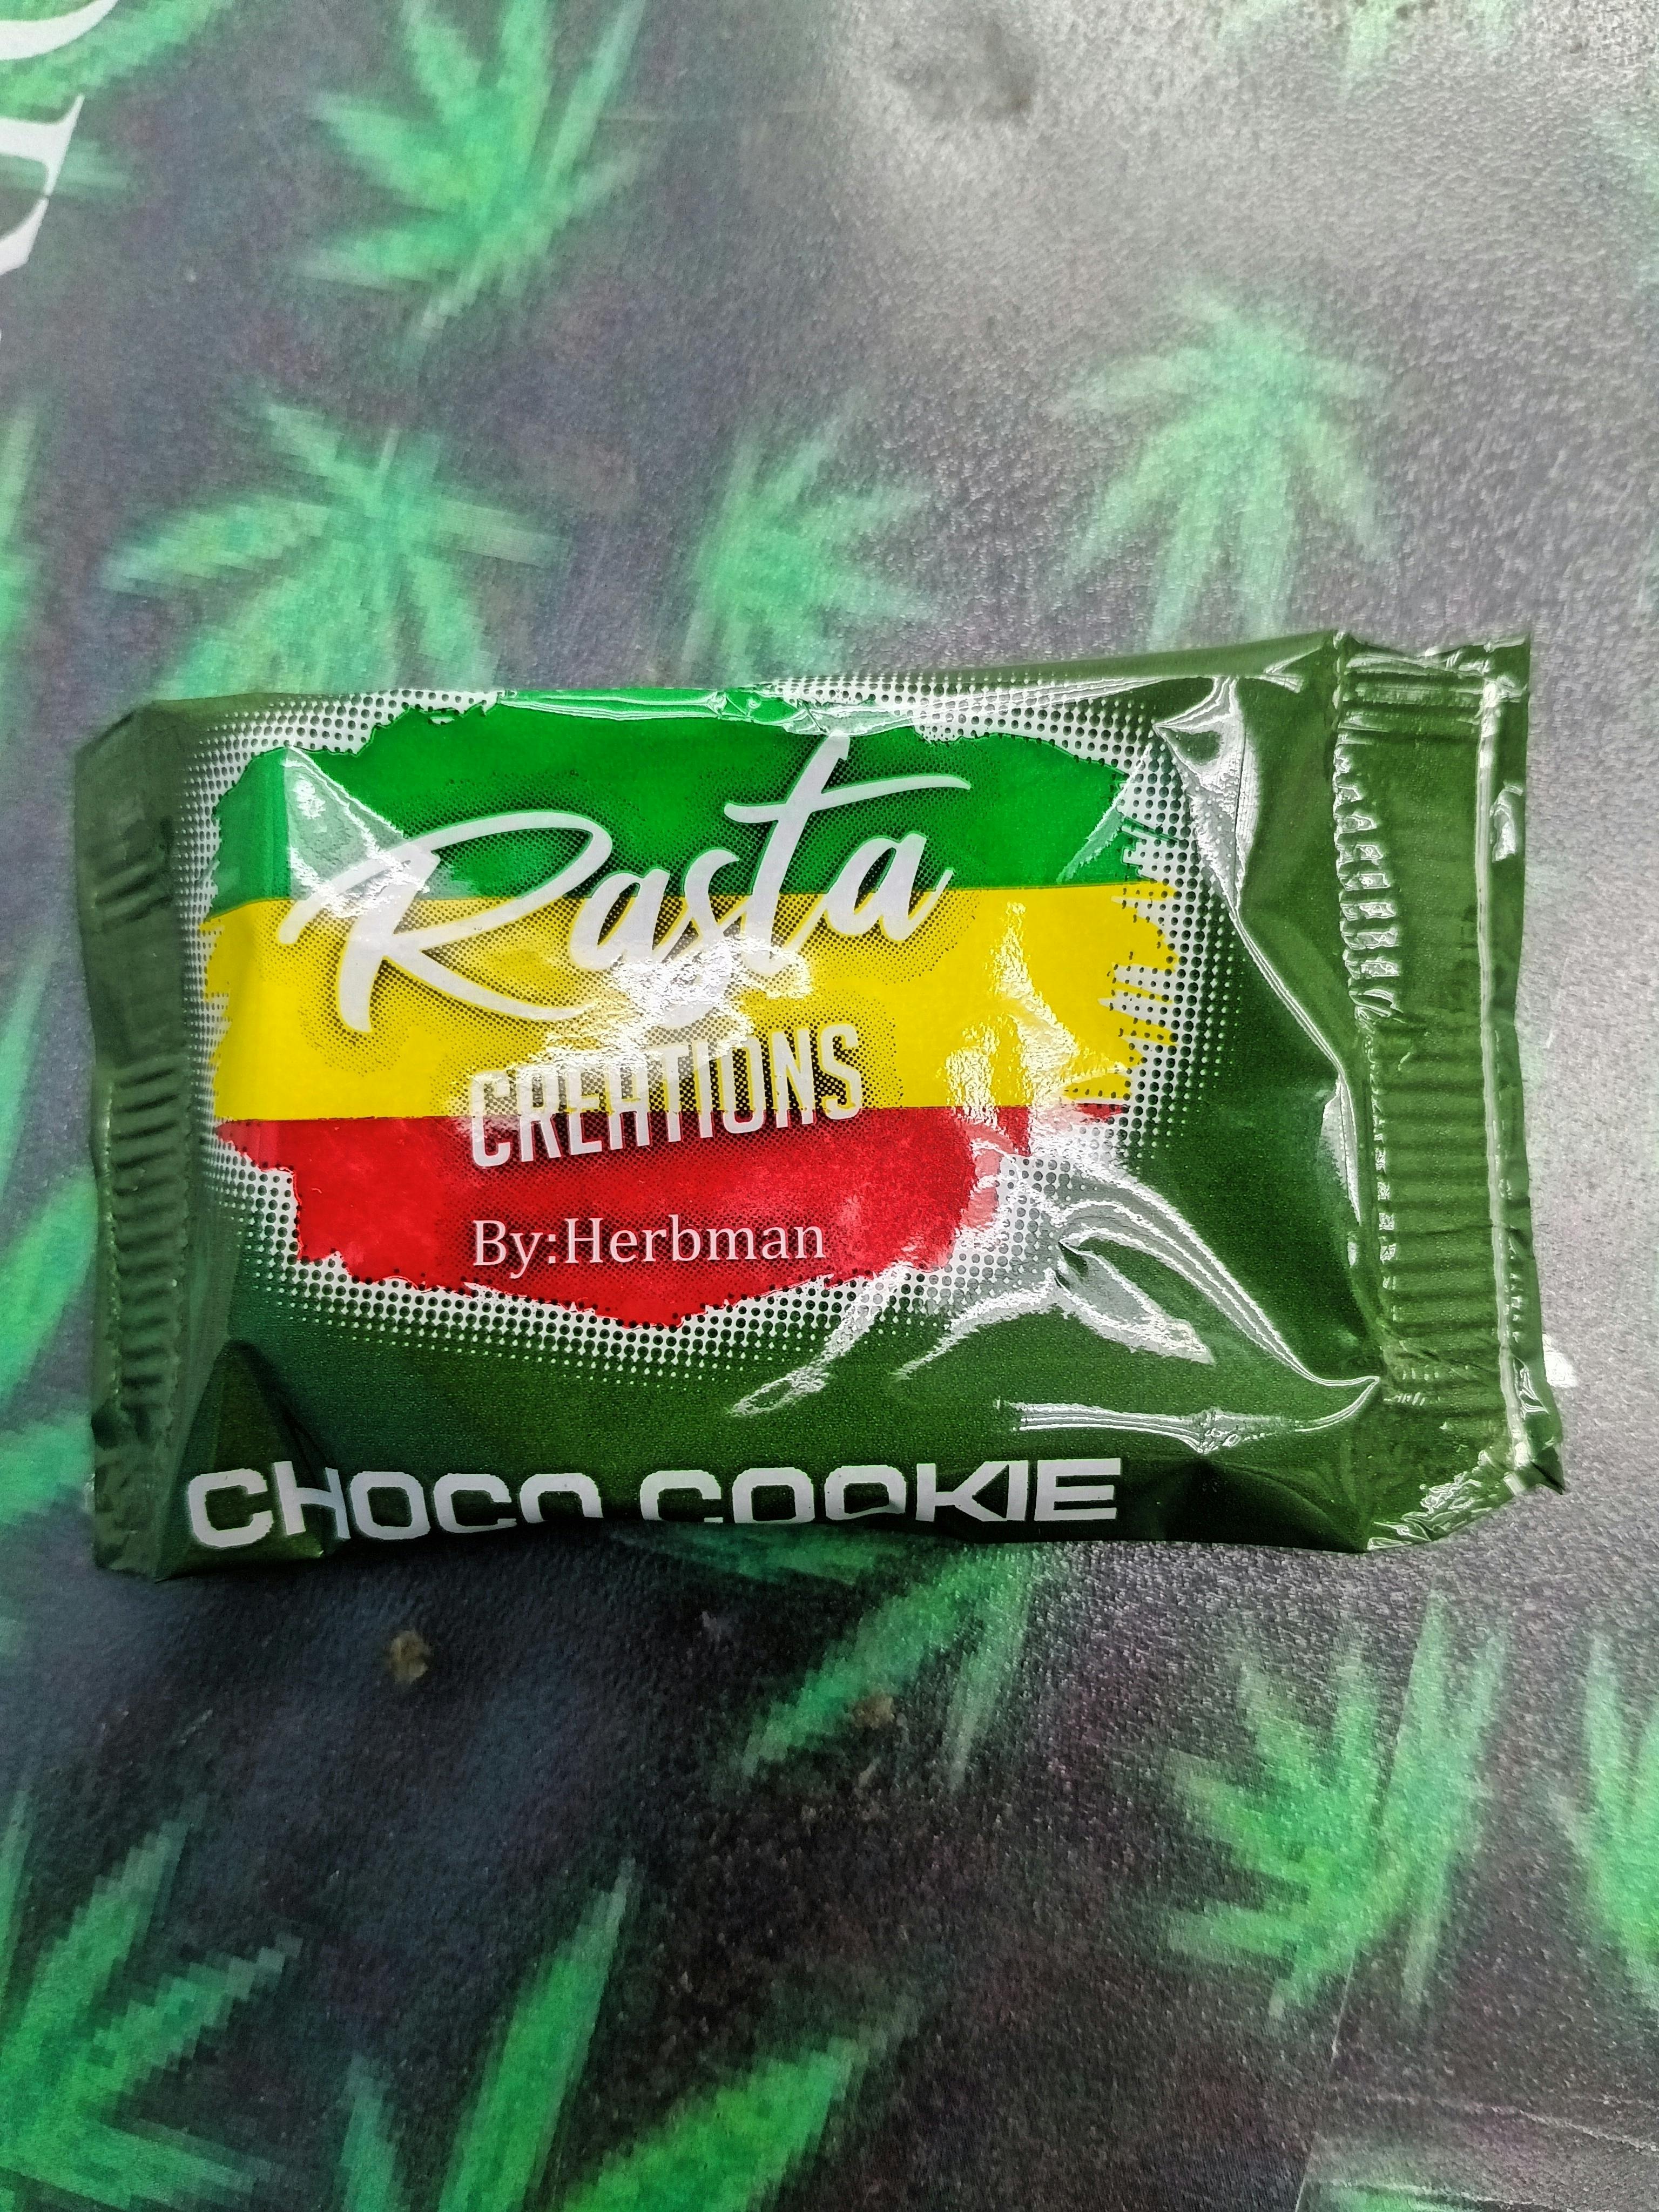 Rasta
CREATIONS
By:Herbman
CHOCO COOKIE